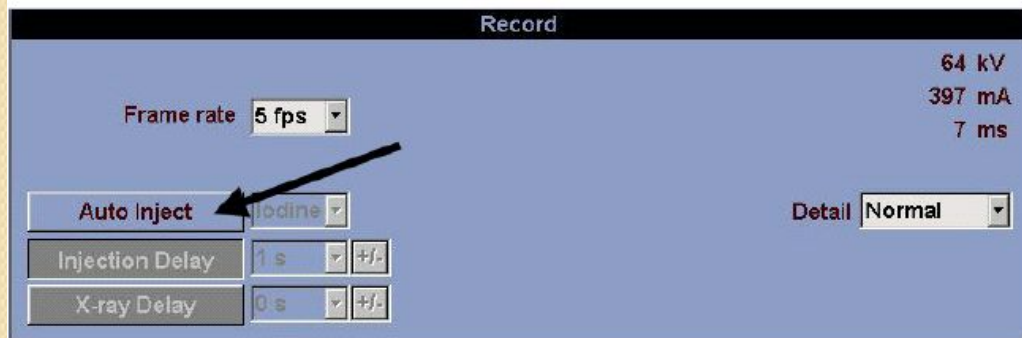 Record
64 kV
397 mA
7 ms
Frame rate 5 fps
Auto Inject Iodine
Detail Normal
Injection Delay 1 s +/-
X-ray Delay 0 s +/-